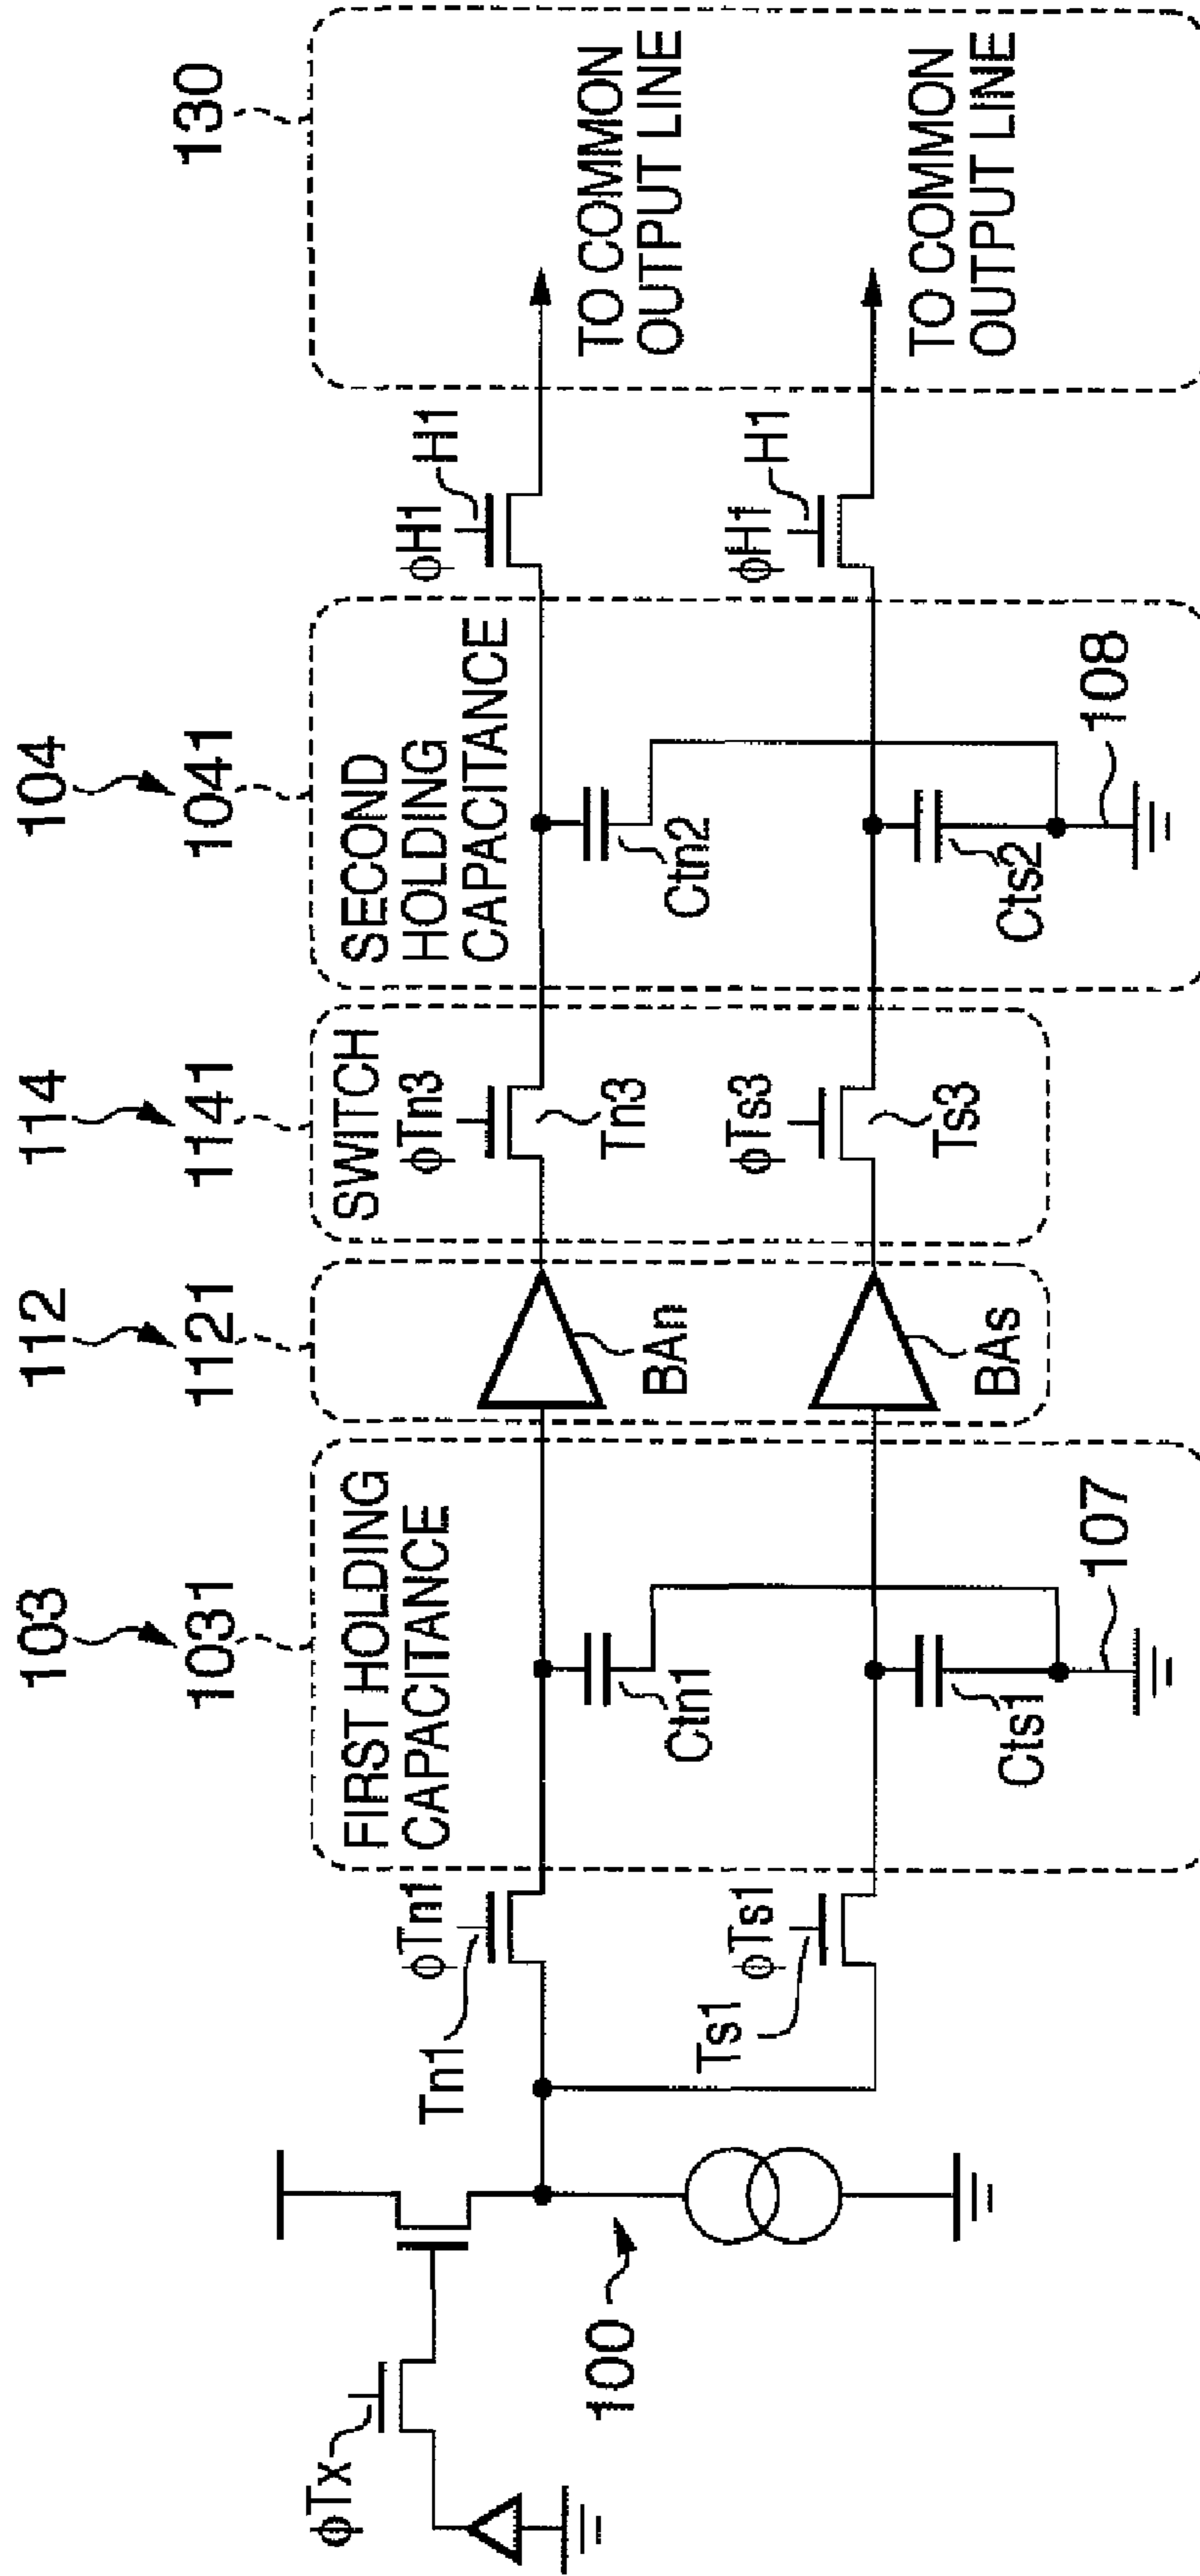 103
1031
112
1121
114
1141
104
1041
130
FIRST HOLDING
CAPACITANCE
SWITCH
SECOND
HOLDING
CAPACITANCE
ϕTx
Tn1
ϕTn1
ϕTn3
ϕH1
H1
TO COMMON
OUTPUT LINE
100
Ctn1
BAn
Tn3
Ctn2
Ts1
ϕTs1
ϕTs3
ϕH1
H1
TO COMMON
OUTPUT LINE
Cts1
BAs
Ts3
Cts2
107
108